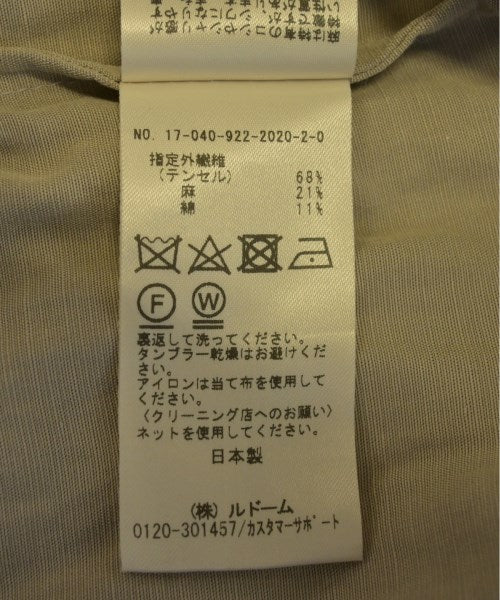 NO. 17-040-922-2020-2-0
指定外繊維
(テンセル) 68%
麻 21%
綿 11%
F W
裏返して洗ってください。
タンブラー乾燥はお避けくだ
さい。
アイロンは当て布を使用して
ください。
〈クリーニング店へのお願い〉
ネットを使用してください。
日本製
(株)ルドーム
0120-301457/カスタマーサポート